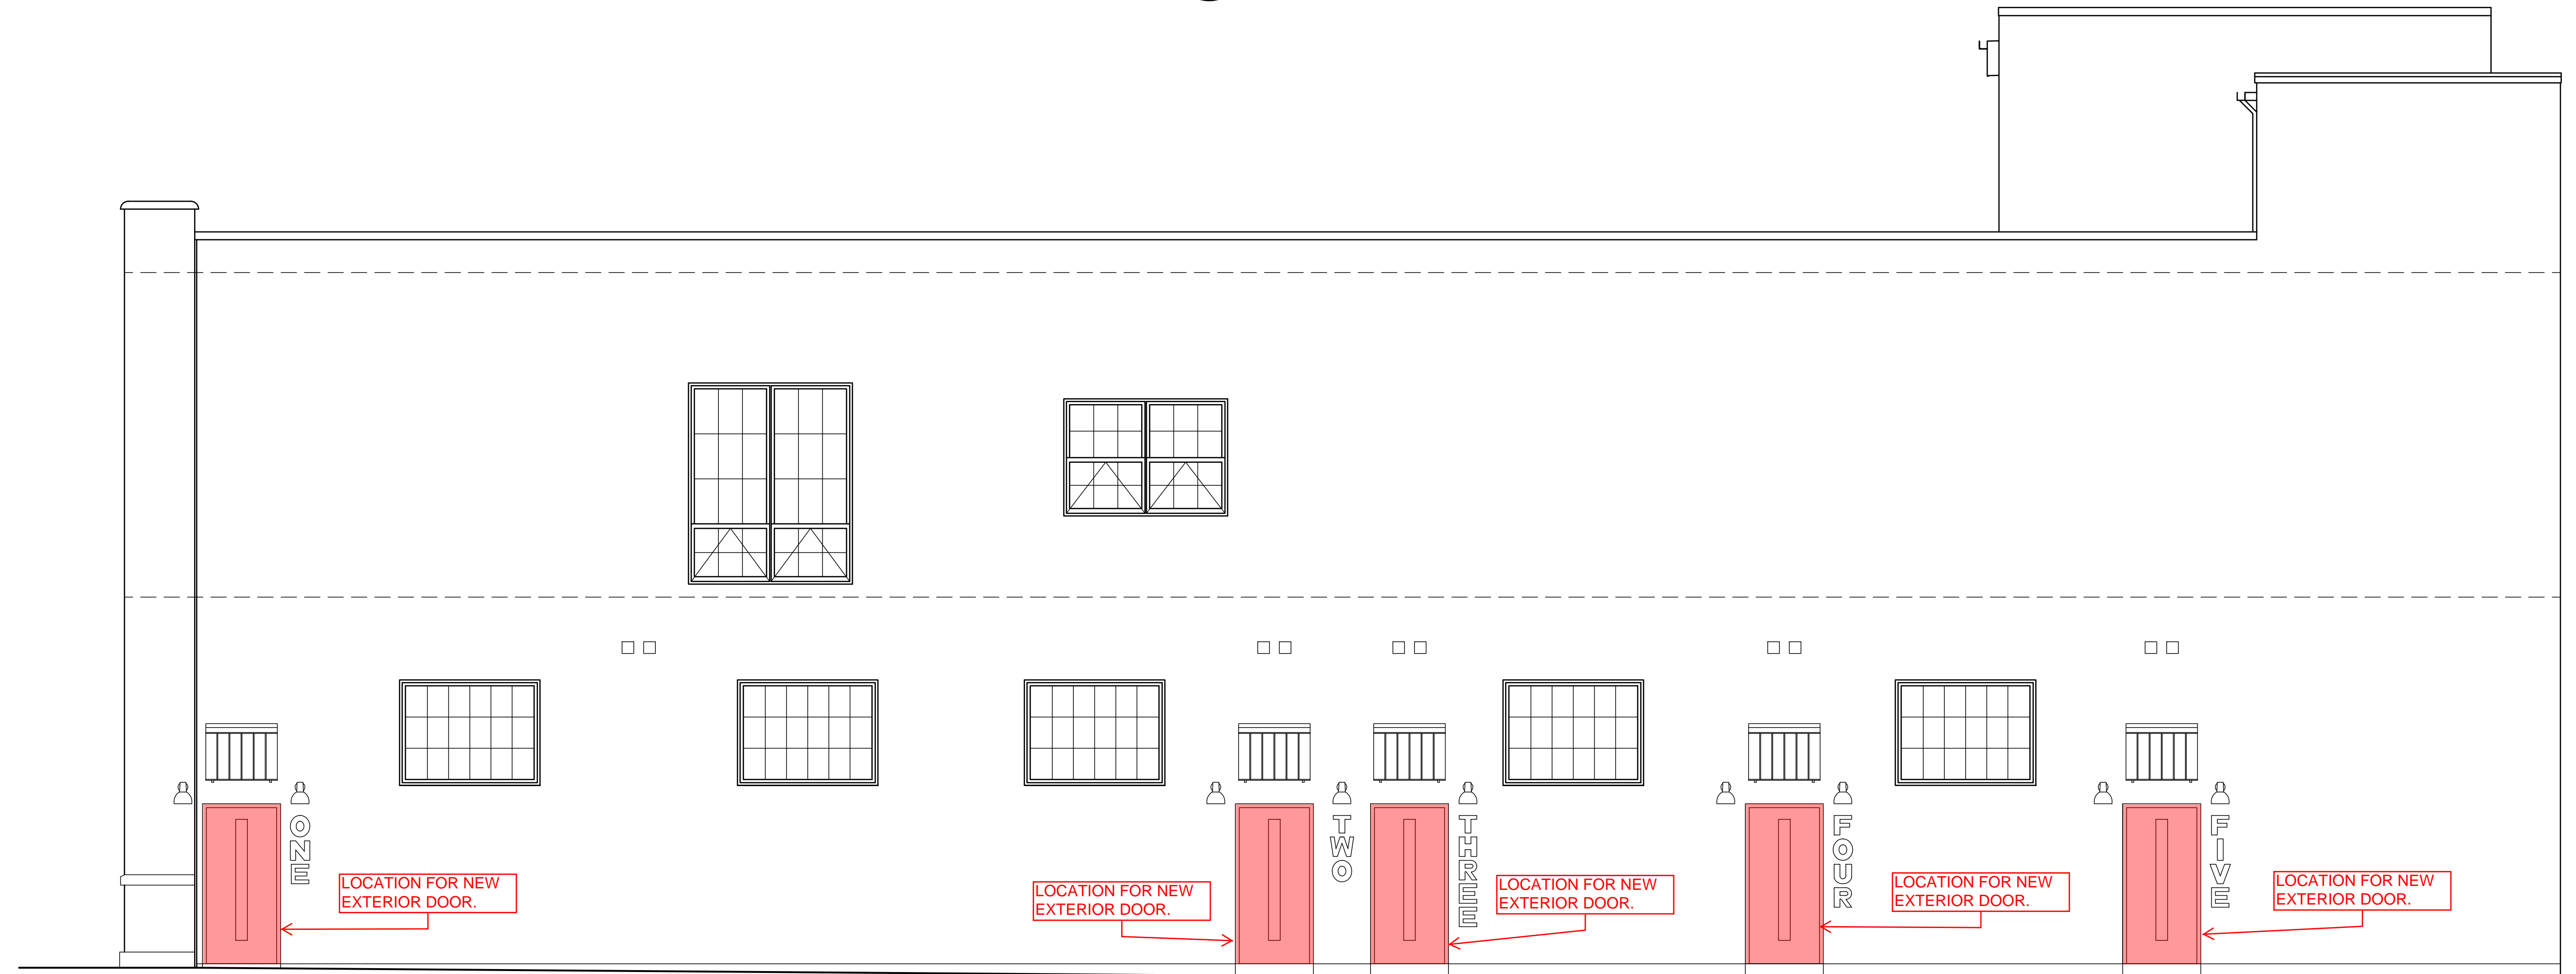 ONE
LOCATION FOR NEW
EXTERIOR DOOR.
LOCATION FOR NEW
EXTERIOR DOOR.
TWO
THREE
LOCATION FOR NEW
EXTERIOR DOOR.
FOUR
LOCATION FOR NEW
EXTERIOR DOOR.
FIVE
LOCATION FOR NEW
EXTERIOR DOOR.